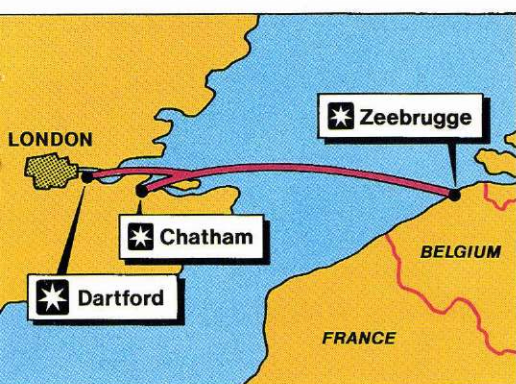 LONDON
Zeebrugge
Chatham
Dartford
BELGIUM
FRANCE